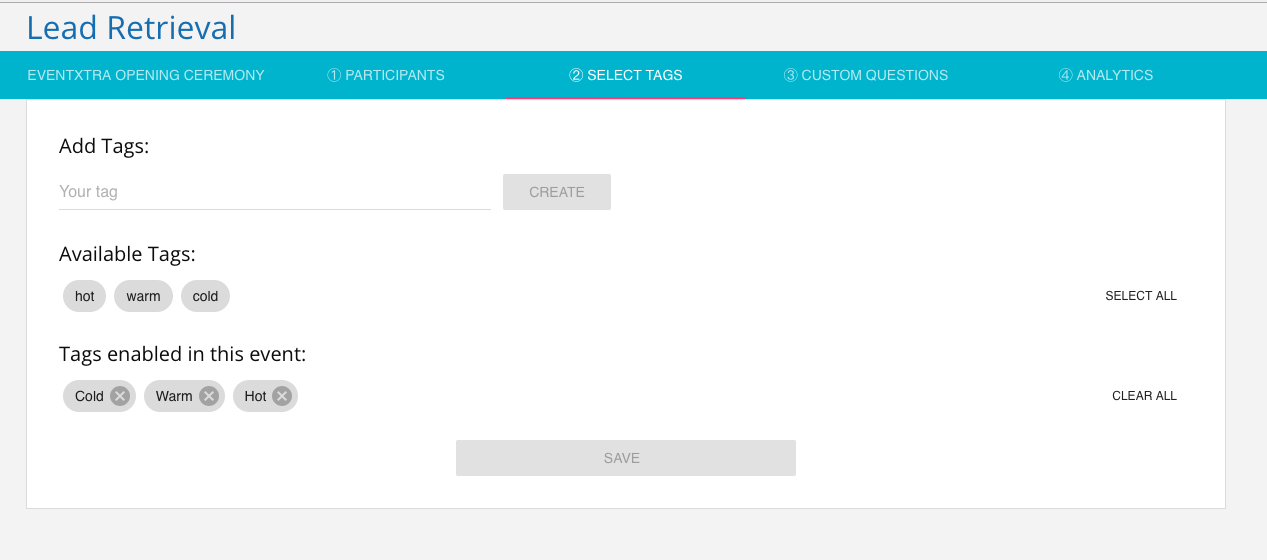 Lead Retrieval
EVENTXTRA OPENING CEREMONY ① PARTICIPANTS ② SELECT TAGS ③ CUSTOM QUESTIONS ④ ANALYTICS
Add Tags:
Your tag CREATE
Available Tags:
hot warm cold SELECT ALL
Tags enabled in this event:
Cold Warm Hot CLEAR ALL
SAVE